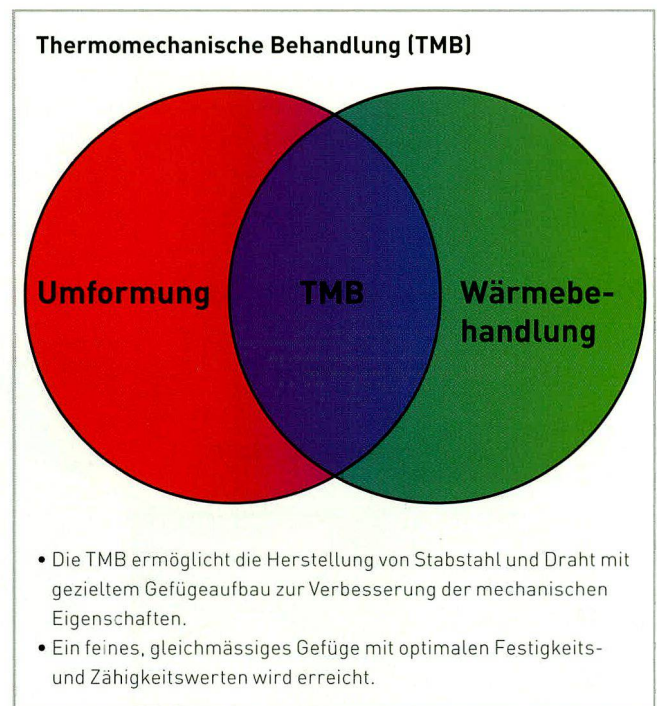 Thermomechanische Behandlung (TMB)
Umformung
TMB
Wärmebe-
handlung
• Die TMB ermöglicht die Herstellung von Stabstahl und Draht mit
gezieltem Gefügeaufbau zur Verbesserung der mechanischen
Eigenschaften.
• Ein feines, gleichmässiges Gefüge mit optimalen Festigkeits-
und Zähigkeitswerten wird erreicht.